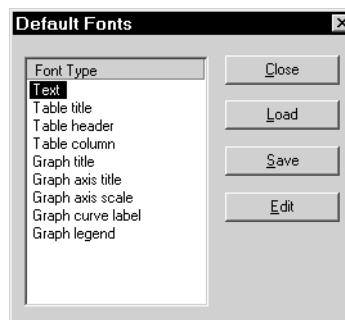 Default Fonts
Font Type
Text
Table title
Table header
Table column
Graph title
Graph axis title
Graph axis scale
Graph curve label
Graph legend
Close
Load
Save
Edit